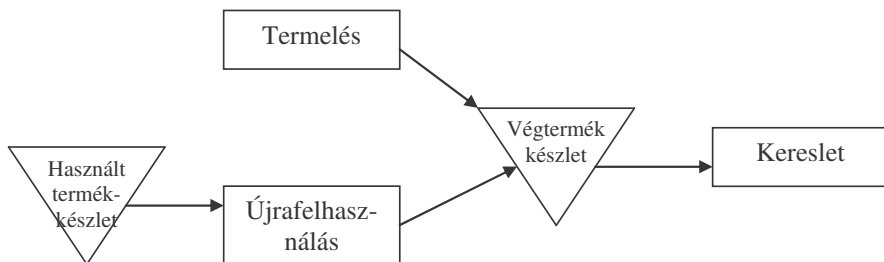 Termelés
Végtermék
készlet
Kereslet
Használt
termék-
készlet
Újrafelhasz-
nálás